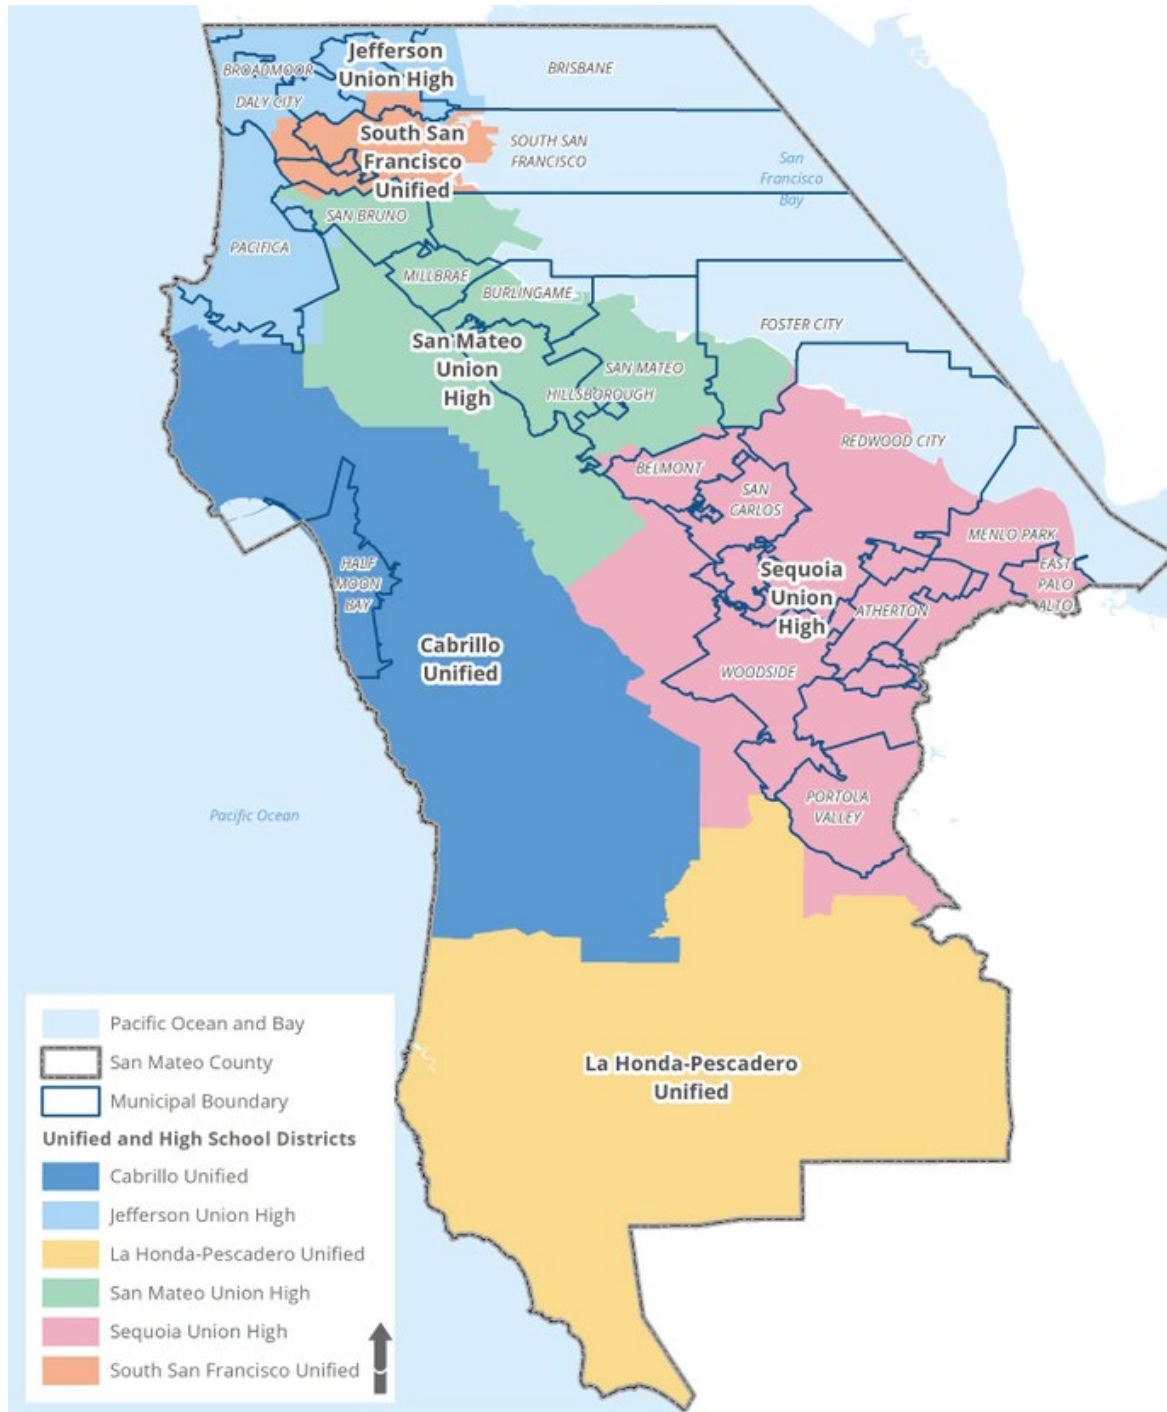 Jefferson
Union High
BROADMOOR
BRISBANE
DALY CITY
South San
Francisco
Unified
SOUTH SAN
FRANCISCO
San
Francisco
Bay
SAN BRUNO
PACIFICA
MILLBRAE
BURLINGAME
FOSTER CITY
San Mateo
Union
High
SAN MATEO
HILLSBOROUGH
REDWOOD CITY
BELMONT
SAN
CARLOS
MENLO PARK
HALF
MOON
BAY
Sequoia
Union
High
EAST
PALO
ALTO
ATHERTON
Cabrillo
Unified
WOODSIDE
PORTOLA
VALLEY
Pacific Ocean
La Honda-Pescadero
Unified
Pacific Ocean and Bay
San Mateo County
Municipal Boundary
Unified and High School Districts
Cabrillo Unified
Jefferson Union High
La Honda-Pescadero Unified
San Mateo Union High
Sequoia Union High
South San Francisco Unified